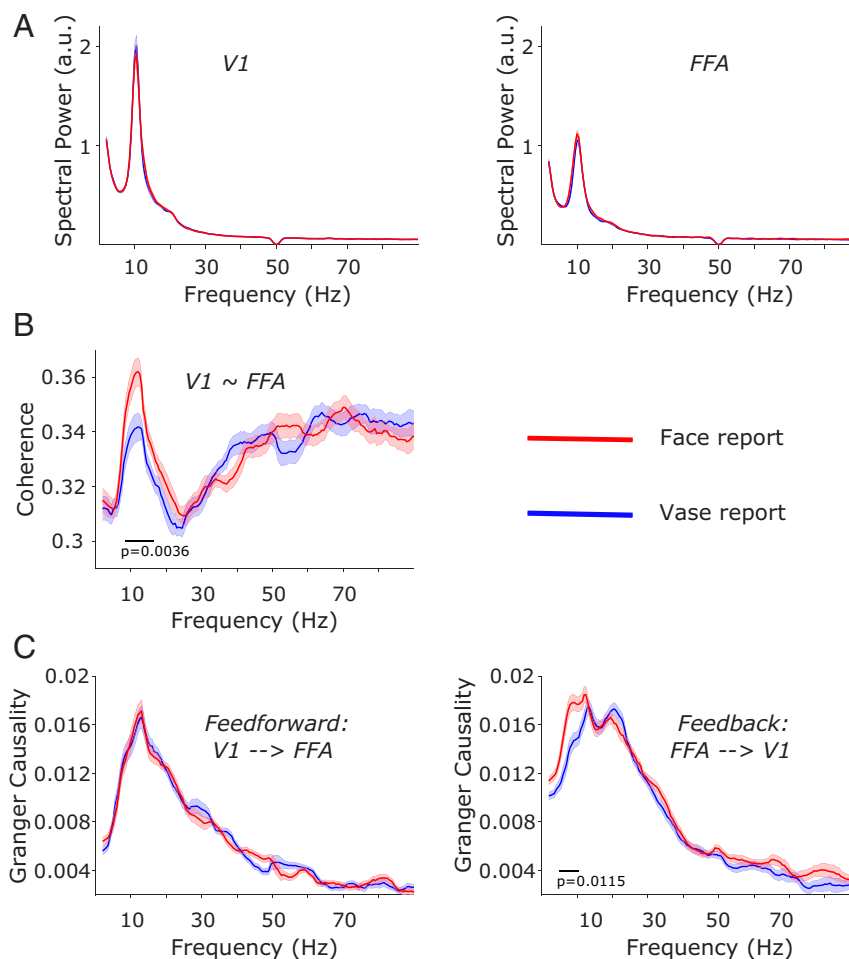 A
Spectral Power (a.u.)
2
1
V1
10 30 50 70
Frequency (Hz)
Spectral Power (a.u.)
2
1
FFA
10 30 50 70
Frequency (Hz)
B
Coherence
0.36
0.34
0.32
0.3
V1 ~ FFA
p=0.0036
10 30 50 70
Frequency (Hz)
Face report
Vase report
C
Granger Causality
0.02
0.016
0.012
0.008
0.004
Feedforward:
V1 --> FFA
10 30 50 70
Frequency (Hz)
Granger Causality
0.02
0.016
0.012
0.008
0.004
Feedback:
FFA --> V1
p=0.0115
10 30 50 70
Frequency (Hz)